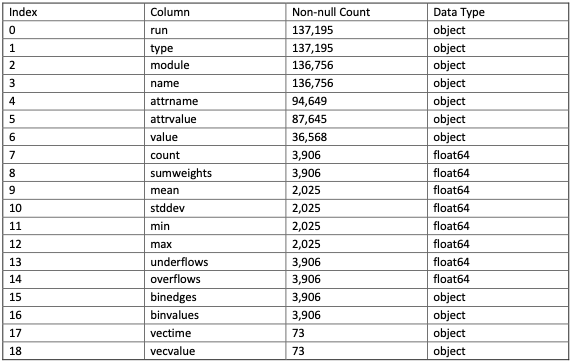 Index Column Non-null Count Data Type
0 run 137,195 object
1 type 137,195 object
2 module 136,756 object
3 name 136,756 object
4 attrname 94,649 object
5 attrvalue 87,645 object
6 value 36,568 object
7 count 3,906 float64
8 sumweights 3,906 float64
9 mean 2,025 float64
10 stddev 2,025 float64
11 min 2,025 float64
12 max 2,025 float64
13 underflows 3,906 float64
14 overflows 3,906 float64
15 binedges 3,906 object
16 binvalues 3,906 object
17 vectime 73 object
18 vecvalue 73 object